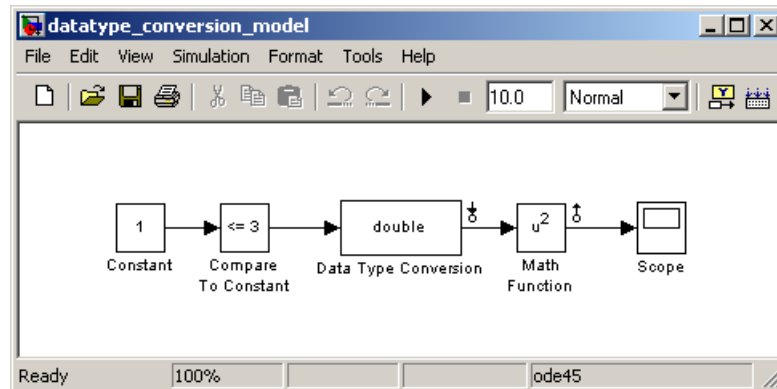 datatype_conversion_model
File Edit View Simulation Format Tools Help
10.0 Normal
1 <= 3 double u2
Constant Compare To Constant Data Type Conversion Math Function Scope
Ready 100% ode45